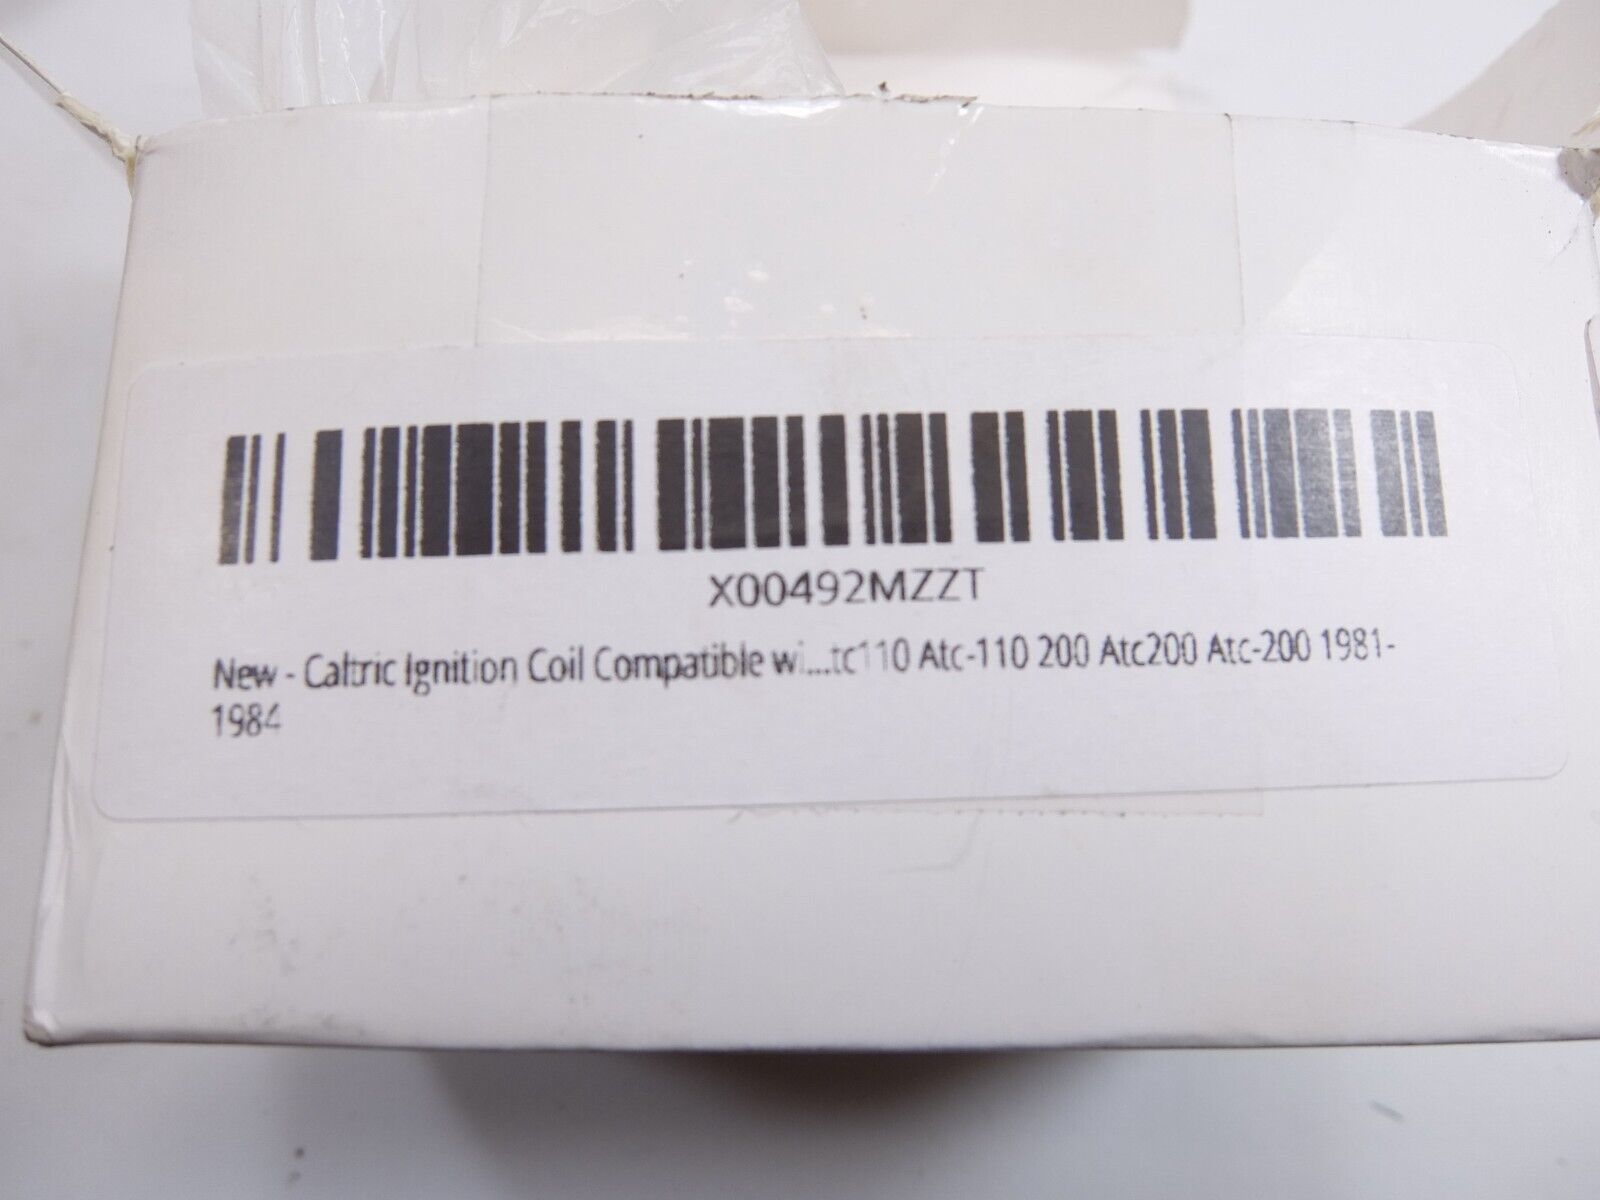 X00492MZZT
New - Caltric Ignition Coil Compatible wi...tc110 Atc-110 200 Atc200 Atc-200 1981-
1984